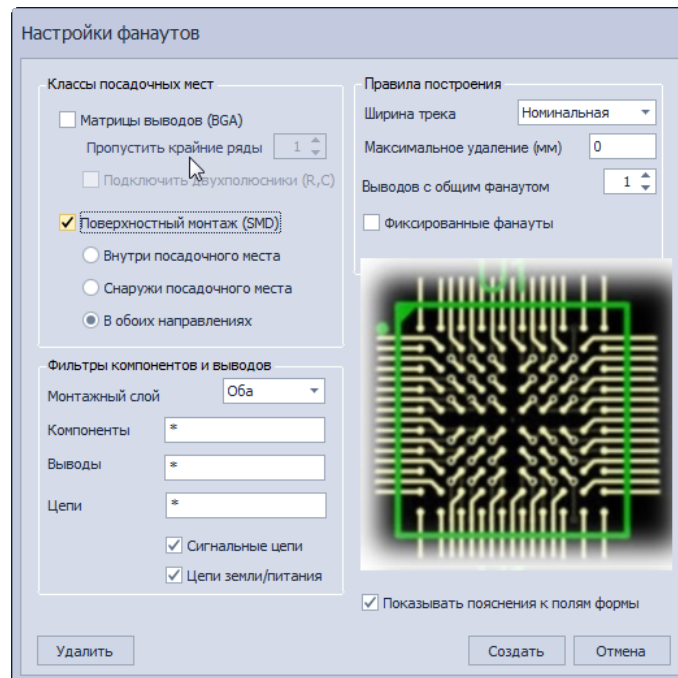 Настройки фанаутов
Классы посадочных мест
Матрицы выводов (BGA)
Пропустить крайние ряды 1
Подключить двухполюсники (R,C)
Поверхностный монтаж (SMD)
Внутри посадочного места
Снаружи посадочного места
В обоих направлениях
Фильтры компонентов и выводов
Монтажный слой Оба
Компоненты *
Выводы *
Цепи *
Сигнальные цепи
Цепи земли/питания
Правила построения
Ширина трека Номинальная
Максимальное удаление (мм) 0
Выводов с общим фанаутом 1
Фиксированные фанауты
Показывать пояснения к полям формы
Удалить
Создать
Отмена